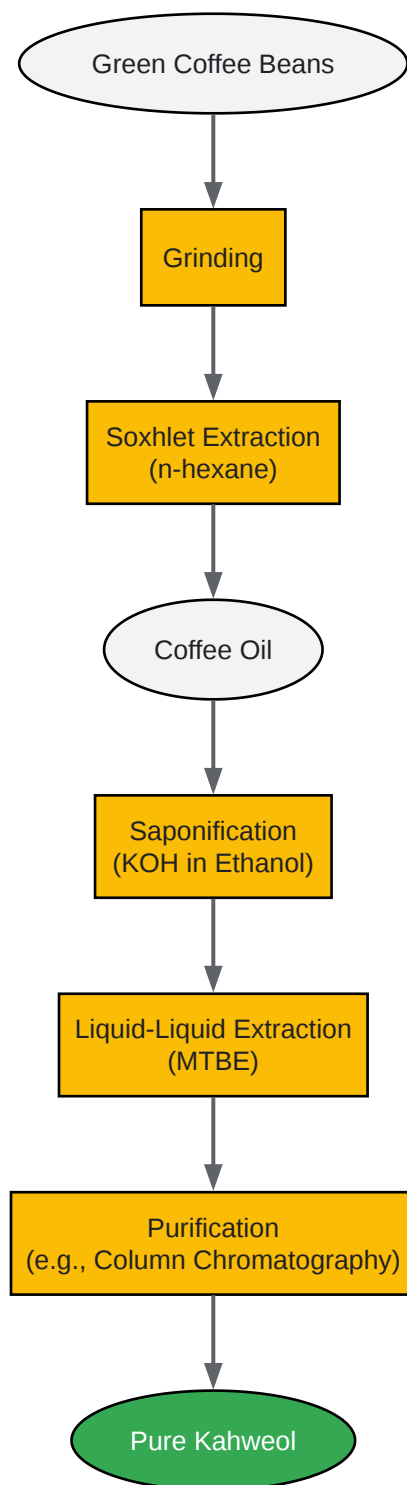 Green Coffee Beans
Grinding
Soxhlet Extraction
(n-hexane)
Coffee Oil
Saponification
(KOH in Ethanol)
Liquid-Liquid Extraction
(MTBE)
Purification
(e.g., Column Chromatography)
Pure Kahweol